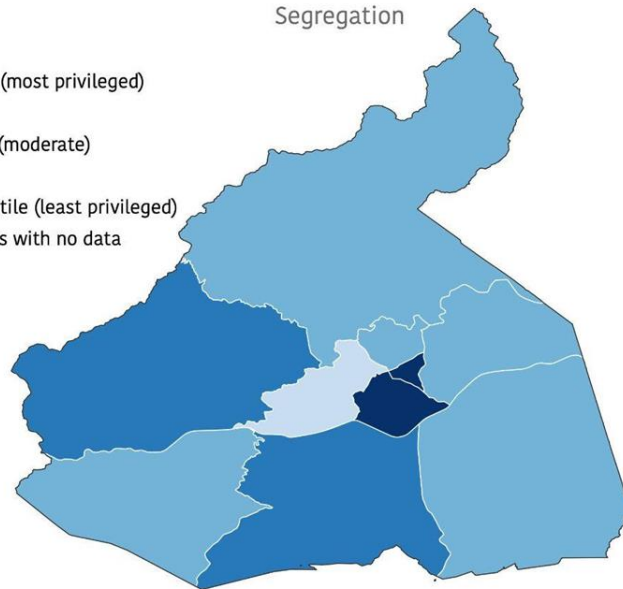 Segregation
(most privileged)
(moderate)
tile (least privileged)
s with no data